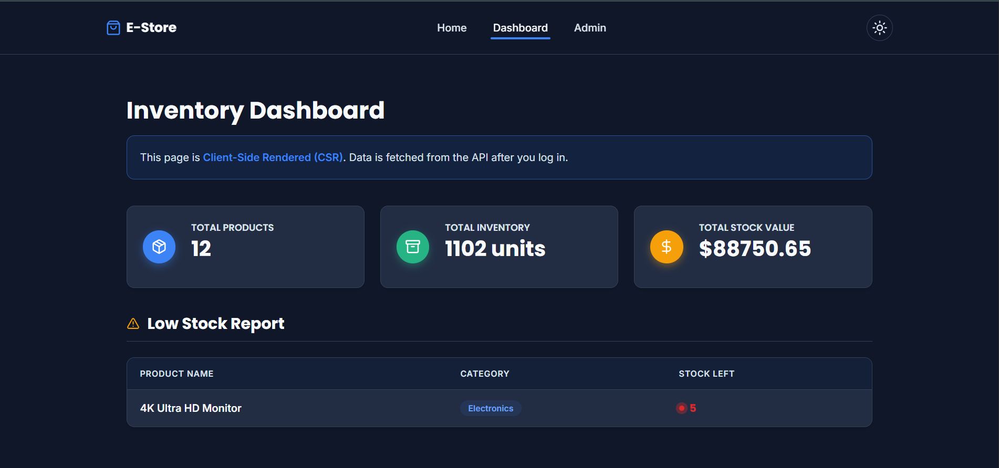 E-Store
Home
Dashboard
Admin
Inventory Dashboard
This page is Client-Side Rendered (CSR). Data is fetched from the API after you log in.
TOTAL PRODUCTS
12
TOTAL INVENTORY
1102 units
TOTAL STOCK VALUE
$88750.65
Low Stock Report
PRODUCT NAME
CATEGORY
STOCK LEFT
4K Ultra HD Monitor
Electronics
5